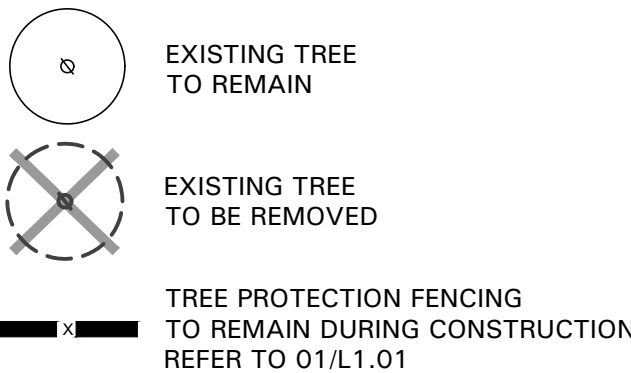 EXISTING TREE
TO REMAIN
EXISTING TREE
TO BE REMOVED
X
TREE PROTECTION FENCING
TO REMAIN DURING CONSTRUCTION
REFER TO 01/L1.01